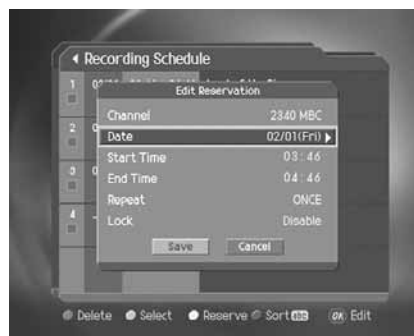 Recording Schedule
1
Edit Reservation
Channel 2340 MBC
Date 02/01(Fri)
2
Start Time 03:46
3
End Time 04:46
Repeat ONCE
4
Lock Disable
Save Cancel
Delete Select Reserve Sort OK Edit